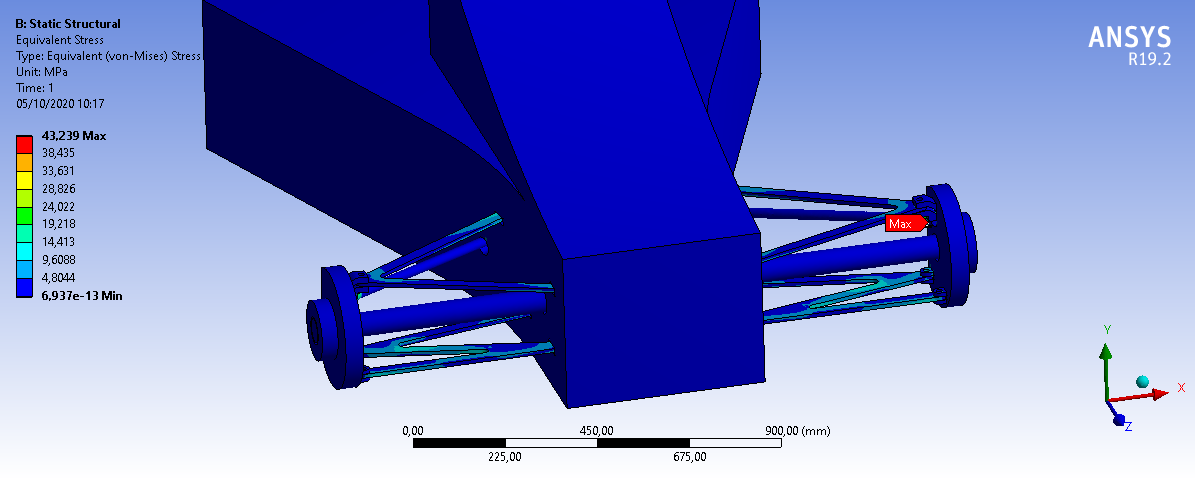 B: Static Structural
Equivalent Stress
Type: Equivalent (von-Mises) Stress
Unit: MPa
Time: 1
05/10/2020 10:17
43,239 Max
38,435
33,631
28,826
24,022
19,218
14,413
9,6088
4,8044
6,937e-13 Min
ANSYS
R19.2
Max
0,00 450,00 900,00 (mm)
225,00 675,00
Y
X
Z